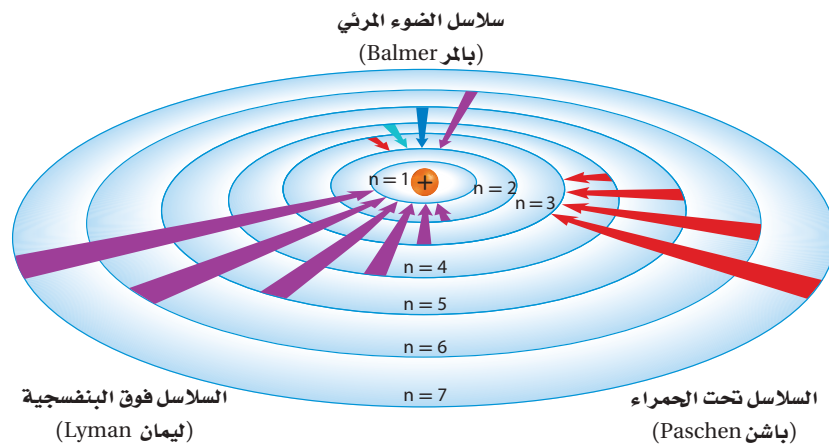 سلاسل الضوء المرئي
(بالمر Balmer)
n = 1
+
n = 2
n = 3
n = 4
n = 5
n = 6
n = 7
السلاسل تحت الحمراء
(باشن Paschen)
السلاسل فوق البنفسجية
(ليمان Lyman)